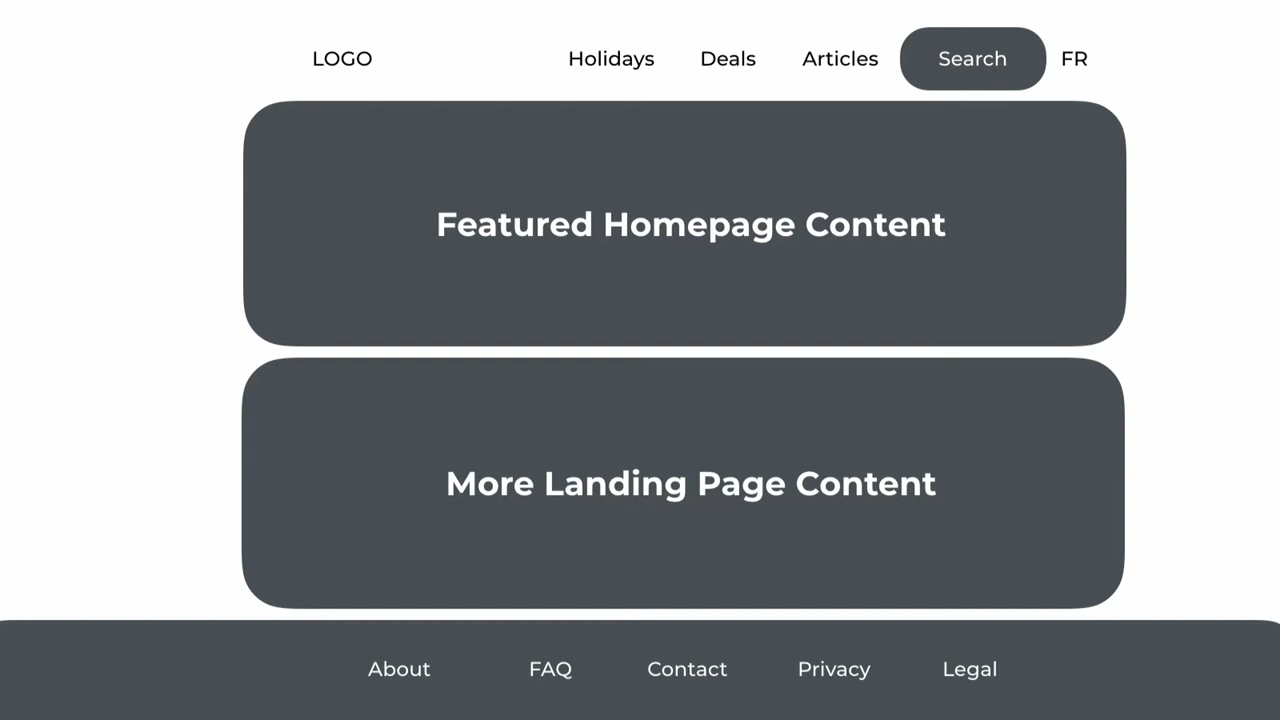 LOGO Holidays Deals Articles Search FR
Featured Homepage Content
More Landing Page Content
About FAQ Contact Privacy Legal